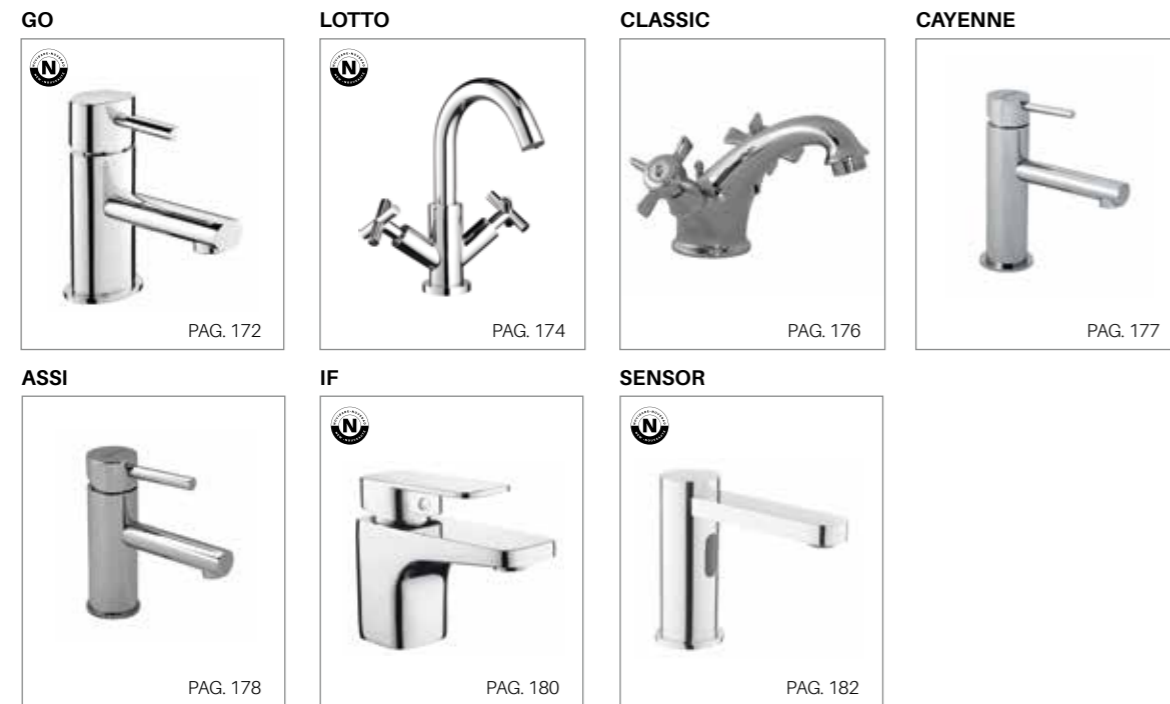 GO
LOTTO
CLASSIC
CAYENNE
N
N
PAG. 172
PAG. 174
PAG. 176
PAG. 177
ASSI
IF
SENSOR
N
N
PAG. 178
PAG. 180
PAG. 182